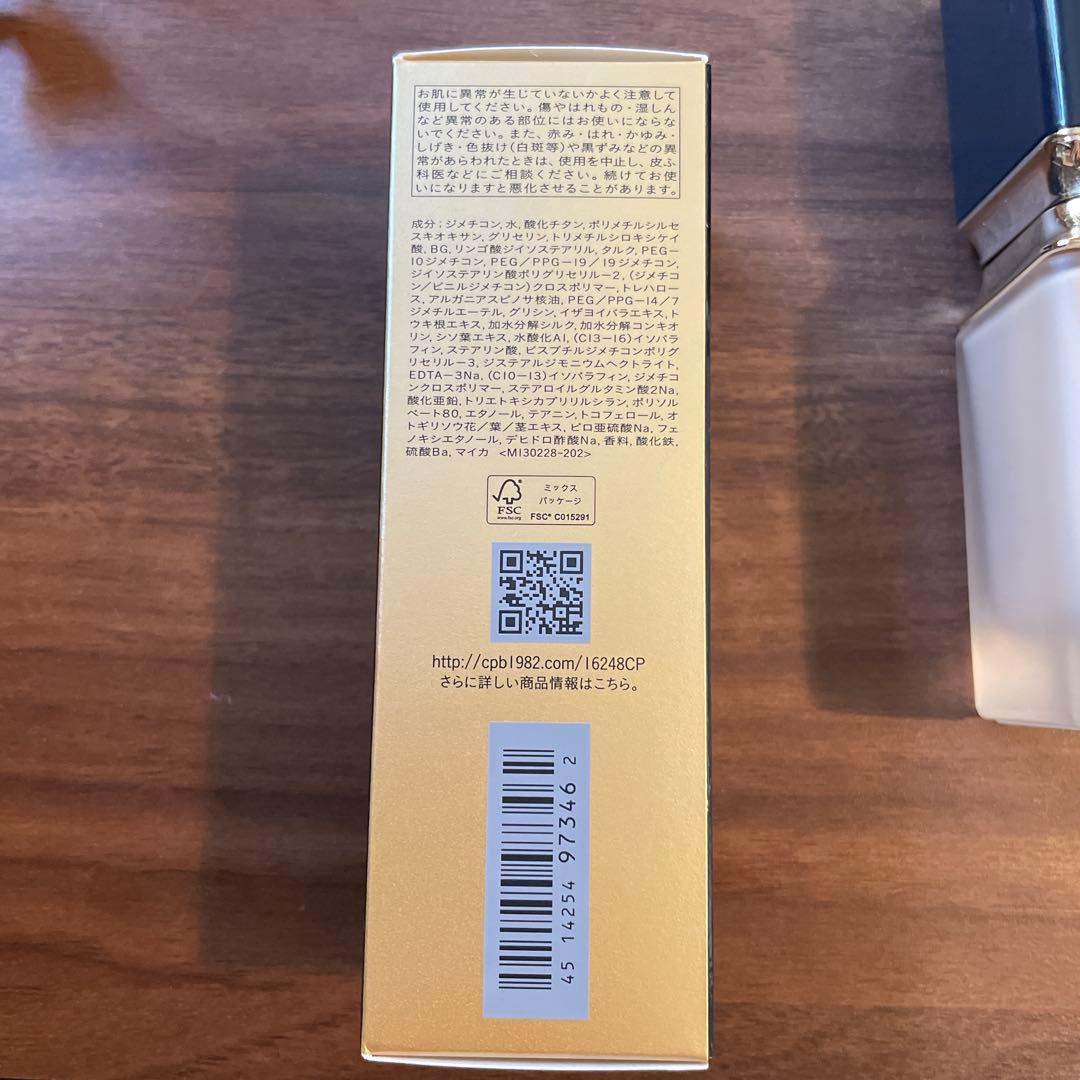 お肌に異常が生じていないかよく注意して
使用してください。傷やはれもの・湿しん
など異常のある部位にはお使いにならな
いでください。また、赤み・はれ・かゆみ・
しげき・色抜け(白斑等)や黒ずみなどの異
常があらわれたときは、使用を中止し、皮ふ
科医などにご相談ください。続けてお使
いになりますと悪化させることがあります。
成分:ジメチコン,水,酸化チタン,ポリメチルシルセ
スキオキサン,グリセリン,トリメチルシロキシケイ
酸,BG,リンゴ酸ジイソステアリル,タルク,PEG-
10ジメチコン,PEG/PPG-19/19ジメチコン,
ジイソステアリン酸ポリグリセリル-2,(ジメチ
コン/ビニルジメチコン)クロスポリマー,トレハロー
ス,アルガニアスピノサ核油,PEG/PPG-14/7
ジメチルエーテル,グリシン,イザヨイバラエキス,ト
ウキ根エキス,加水分解シルク,加水分解コンキオ
リン,シソ葉エキス,水酸化Al,(C13-16)イソパラ
フィン,ステアリン酸,ビスブチルジメチコンポリグ
リセリル-3,ジステアルジモニウムヘクトライト,
EDTA-3Na,(C10-13)イソパラフィン,ジメチコ
ンクロスポリマー,ステアロイルグルタミン酸2Na,
酸化亜鉛,トリエトキシカプリリルシラン,ポリソル
ベート80,エタノール,テアニン,トコフェロール,オ
トギリソウ花/葉/茎エキス,ピロ亜硫酸Na,フェ
ノキシエタノール,デヒドロ酢酸Na,香料,酸化鉄,
硫酸Ba,マイカ <MI30228-202>
FSC
www.fsc.org
ミックス
パッケージ
FSC® C015291
http://cpb1982.com/16248CP
さらに詳しい商品情報はこちら。
45 14254 97346 2